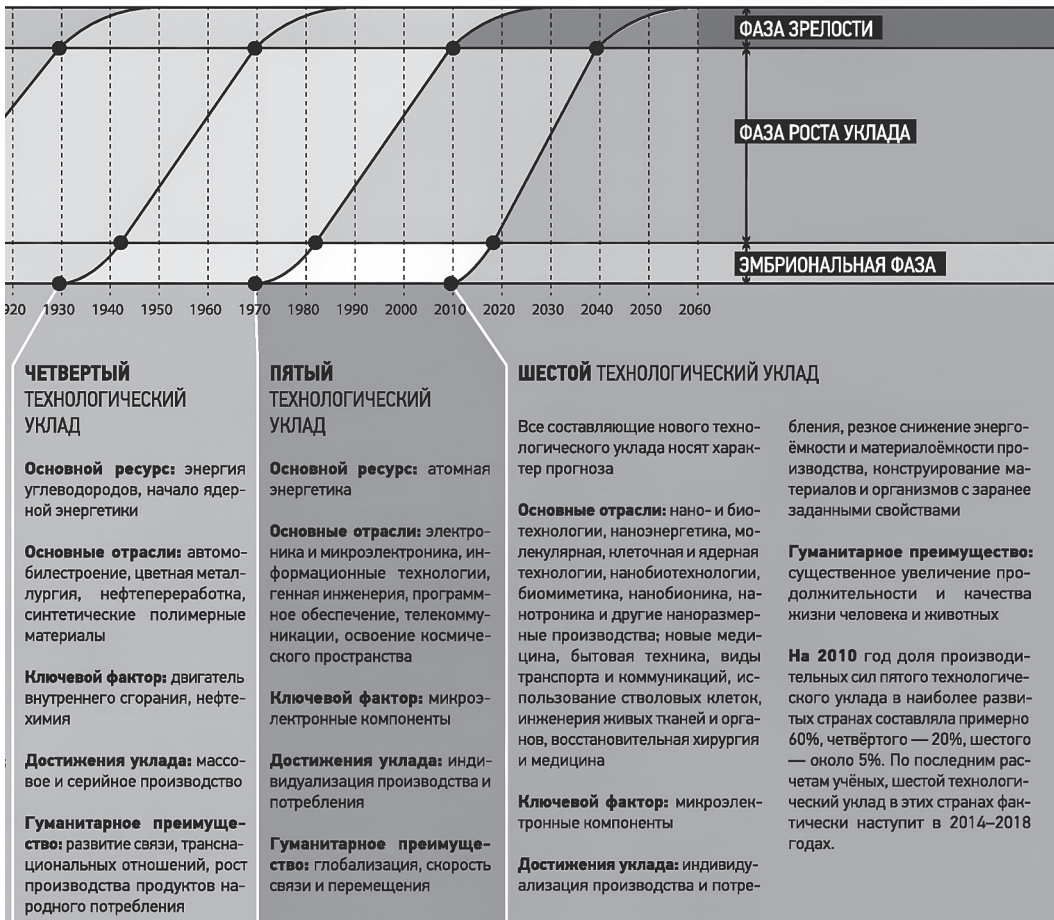 ФАЗА ЗРЕЛОСТИ
ФАЗА РОСТА УКЛАДА
ЭМБРИОНАЛЬНАЯ ФАЗА
920 1930 1940 1950 1960 1970 1980 1990 2000 2010 2020 2030 2040 2050 2060
ЧЕТВЕРТЫЙ
ТЕХНОЛОГИЧЕСКИЙ
УКЛАД
Основной ресурс: энергия
углеводородов, начало ядер-
ной энергетики
Основные отрасли: автомо-
билестроение, цветная метал-
лургия, нефтепереработка,
синтетические полимерные
материалы
Ключевой фактор: двигатель
внутреннего сгорания, нефте-
химия
Достижения уклада: массо-
вое и серийное производство
Гуманитарное преимуще-
ство: развитие связи, трансна-
циональных отношений, рост
производства продуктов на-
родного потребления
ПЯТЫЙ
ТЕХНОЛОГИЧЕСКИЙ
УКЛАД
Основной ресурс: атомная
энергетика
Основные отрасли: электро-
ника и микроэлектроника, ин-
формационные технологии,
генная инженерия, программ-
ное обеспечение, телекомму-
никации, освоение космиче-
ского пространства
Ключевой фактор: микроэ-
лектронные компоненты
Достижения уклада: инди-
видуализация производства и
потребления
Гуманитарное преимуще-
ство: глобализация, скорость
связи и перемещения
ШЕСТОЙ ТЕХНОЛОГИЧЕСКИЙ УКЛАД
Все составляющие нового техно-
логического уклада носят харак-
тер прогноза
Основные отрасли: нано- и био-
технологии, наноэнергетика, мо-
лекулярная, клеточная и ядерная
технологии, нанобиотехнологии,
биомиметика, нанобионика, на-
нотроника и другие наноразмер-
ные производства; новые меди-
цина, бытовая техника, виды
транспорта и коммуникаций, ис-
пользование стволовых клеток,
инженерия живых тканей и орга-
нов, восстановительная хирургия
и медицина
Ключевой фактор: микроэлек-
тронные компоненты
Достижения уклада: индивиду-
ализация производства и потре-
бления, резкое снижение энерго-
ёмкости и материалоёмкости про-
изводства, конструирование ма-
териалов и организмов с заранее
заданными свойствами
Гуманитарное преимущество:
существенное увеличение про-
должительности и качества
жизни человека и животных
На 2010 год доля производи-
тельных сил пятого технологиче-
ского уклада в наиболее разви-
тых странах составляла примерно
60%, четвёртого — 20%, шестого
— около 5%. По последним рас-
четам учёных, шестой технологи-
ческий уклад в этих странах фак-
тически наступит в 2014–2018
годах.